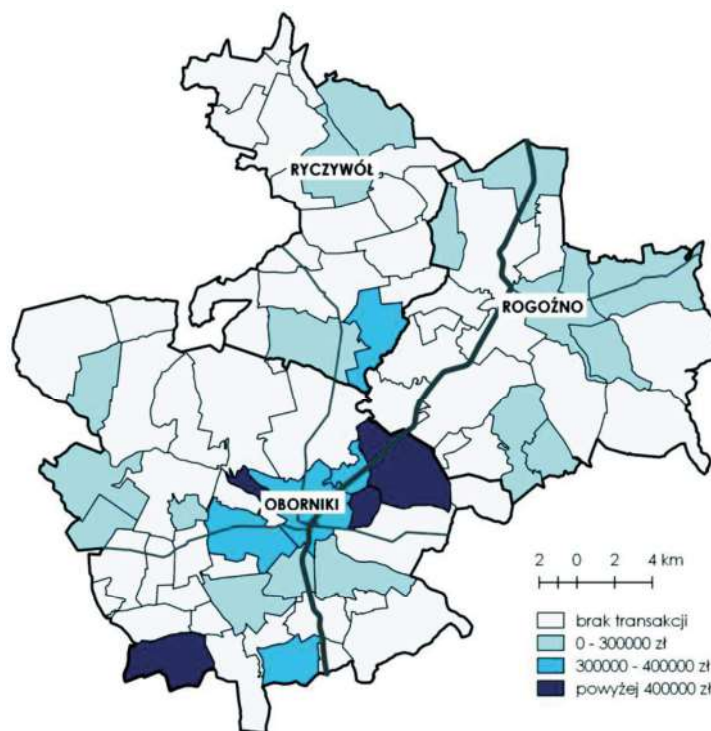 RYCZYWÓŁ
ROGOŹNO
OBORNIKI
2 0 2 4 km
brak transakcji
0 - 300000 zł
300000 - 400000 zł
powyżej 400000 zł